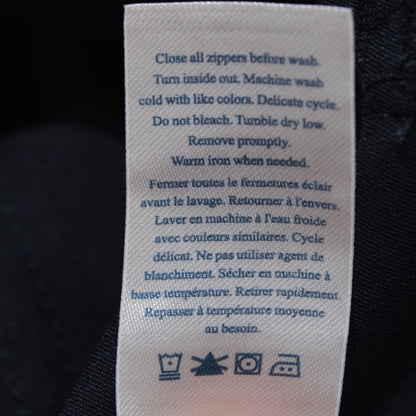 Close all zippers before wash.
Turn inside out. Machine wash
cold with like colors. Delicate cycle.
Do not bleach. Tumble dry low.
Remove promptly.
Warm iron when needed.
Fermer toutes le fermetures éclair
avant le lavage. Retourner à l'envers.
Laver en machine à l'eau froide
avec couleurs similaires. Cycle
délicat. Ne pas utiliser agent de
blanchiment. Sécher en machine à
basse température. Retirer rapidement.
Repasser à température moyenne
au besoin.